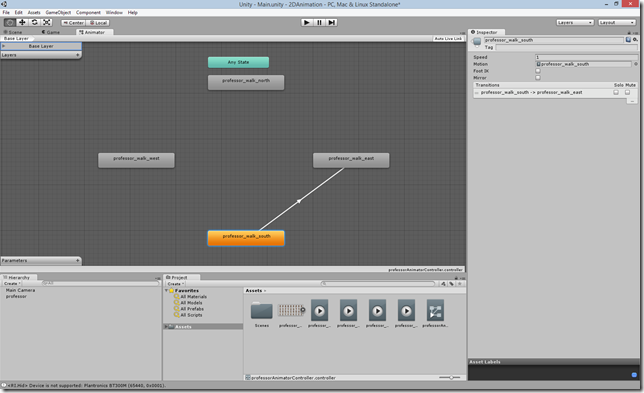 Unity - Main.unity - 2DAnimation - PC, Mac & Linux Standalone*
File Edit Assets GameObject Component Window Help
Center Local Layers Layout
Scene Game Animator
Base Layer Auto Live Link
Base Layer
Layers +
Any State
professor_walk_north
professor_walk_west
professor_walk_east
professor_walk_south
Parameters +
professorAnimatorController.controller
Inspector
professor_walk_south
Tag
Speed 1
Motion professor_walk_south
Foot IK
Mirror
Transitions Solo Mute
professor_walk_south -> professor_walk_east
Hierarchy
Create All
Main Camera
professor
Project
Create
Favorites
All Materials
All Models
All Prefabs
All Scripts
Assets
Assets
Scenes professor_... professor_... professor_... professor_... professor_... professorAn...
professorAnimatorController.controller
Asset Labels
<RI.Hid> Device is not supported: Plantronics BT300M (65440, 0x0001).